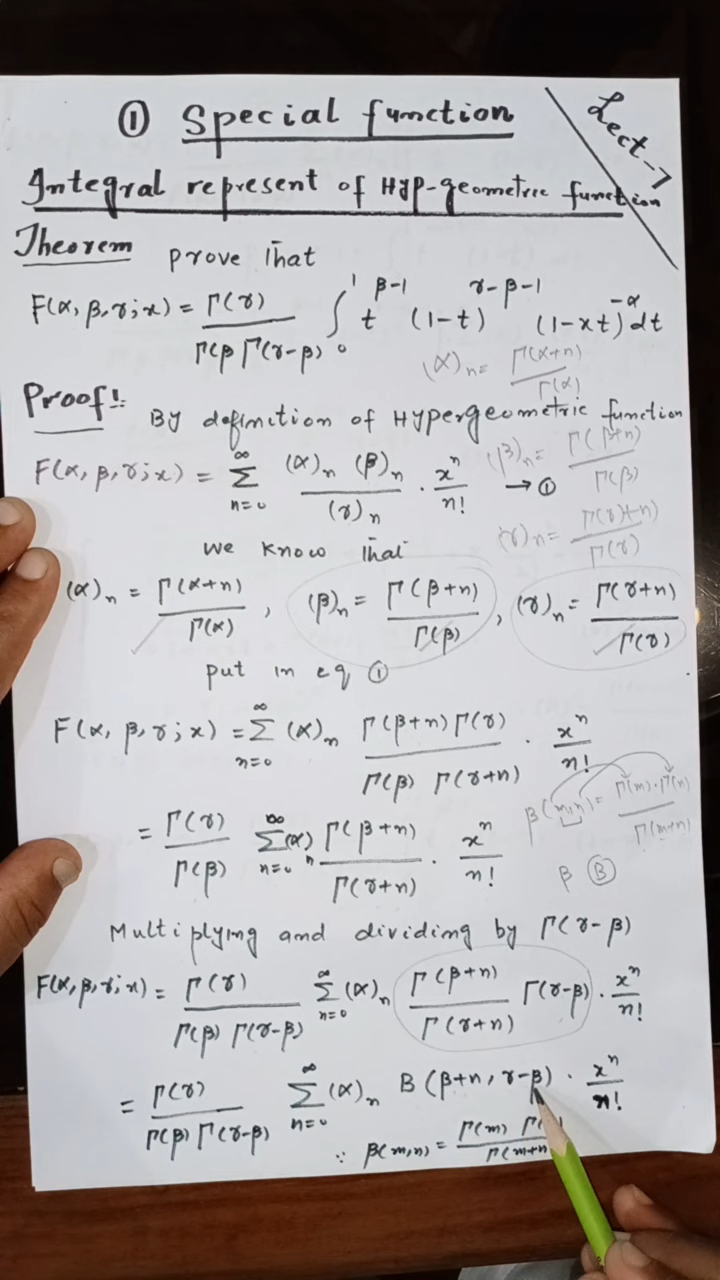 ① Special function
Lect-7
Integral represent of Hyp-geometric function
Theorem prove that
F(α, β, γ; x) = Γ(γ) / Γ(β Γ(γ-β) ∫₀¹ t^(β-1) (1-t)^(γ-β-1) (1-xt)^(-α) dt
(α)ₙ = Γ(α+n) / Γ(α)
Proof!:
By definition of Hypergeometric function
F(α, β, γ; x) = Σ_{n=0}^∞ (α)ₙ (β)ₙ / (γ)ₙ · xⁿ/n! → ①
(β)ₙ = Γ(β+n) / Γ(β)
(γ)ₙ = Γ(γ)+n) / Γ(γ)
we know that
(α)ₙ = Γ(α+n) / Γ(α) , (β)ₙ = Γ(β+n) / Γ(β) , (γ)ₙ = Γ(γ+n) / Γ(γ)
put in eq ①
F(α, β, γ; x) = Σ_{n=0}^∞ (α)ₙ Γ(β+n) Γ(γ) / Γ(β) Γ(γ+n) · xⁿ/n!
β(m,n) = Γ(m)·Γ(n) / Γ(m+n)
= Γ(γ) / Γ(β) Σ_{n=0}^∞ (α)ₙ Γ(β+n) / Γ(γ+n) · xⁿ/n!
β Ⓑ
Multiplying and dividing by Γ(γ-β)
F(α, β, γ; x) = Γ(γ) / Γ(β) Γ(γ-β) Σ_{n=0}^∞ (α)ₙ Γ(β+n) / Γ(γ+n) Γ(γ-β) · xⁿ/n!
= Γ(γ) / Γ(β) Γ(γ-β) Σ_{n=0}^∞ (α)ₙ B(β+n, γ-β) · xⁿ/n!
∵ β(m,n) = Γ(m) Γ / Γ(m+n